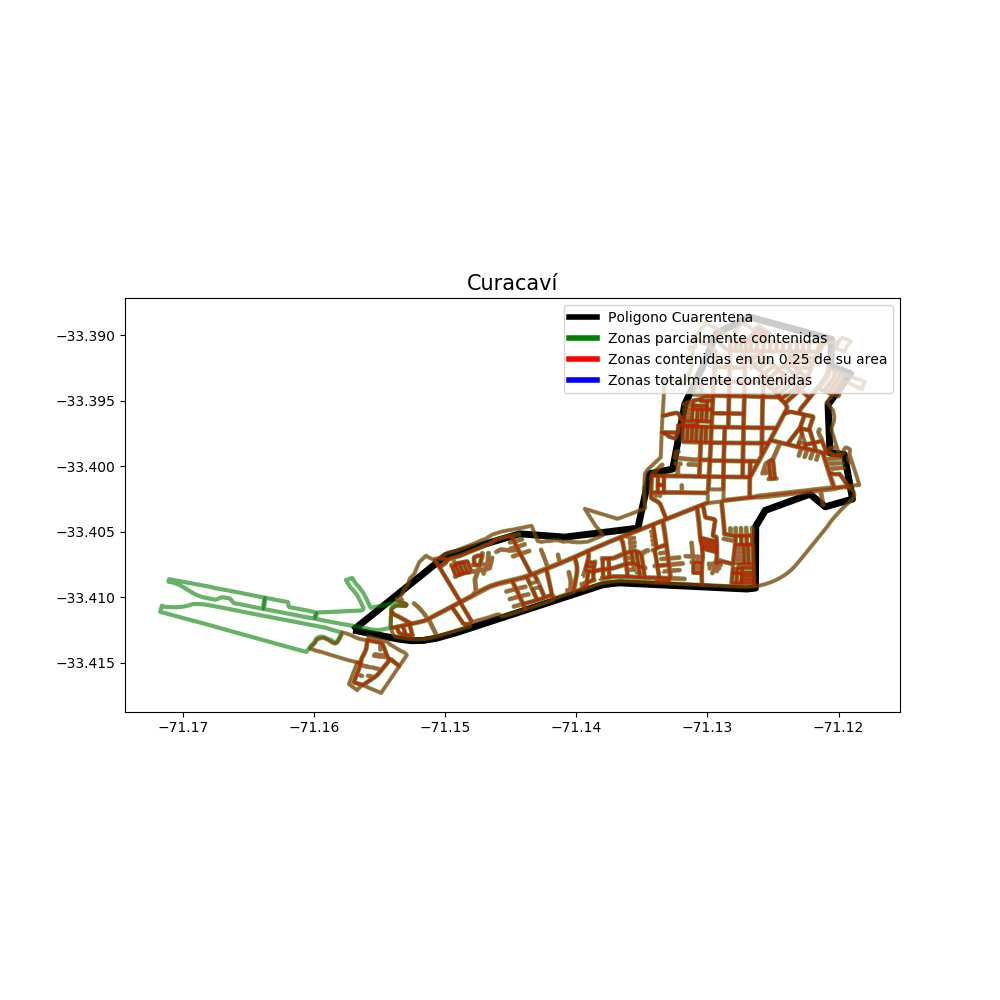 Curacaví
Poligono Cuarentena
Zonas parcialmente contenidas
Zonas contenidas en un 0.25 de su area
Zonas totalmente contenidas
−33.390
−33.395
−33.400
−33.405
−33.410
−33.415
−71.17 −71.16 −71.15 −71.14 −71.13 −71.12